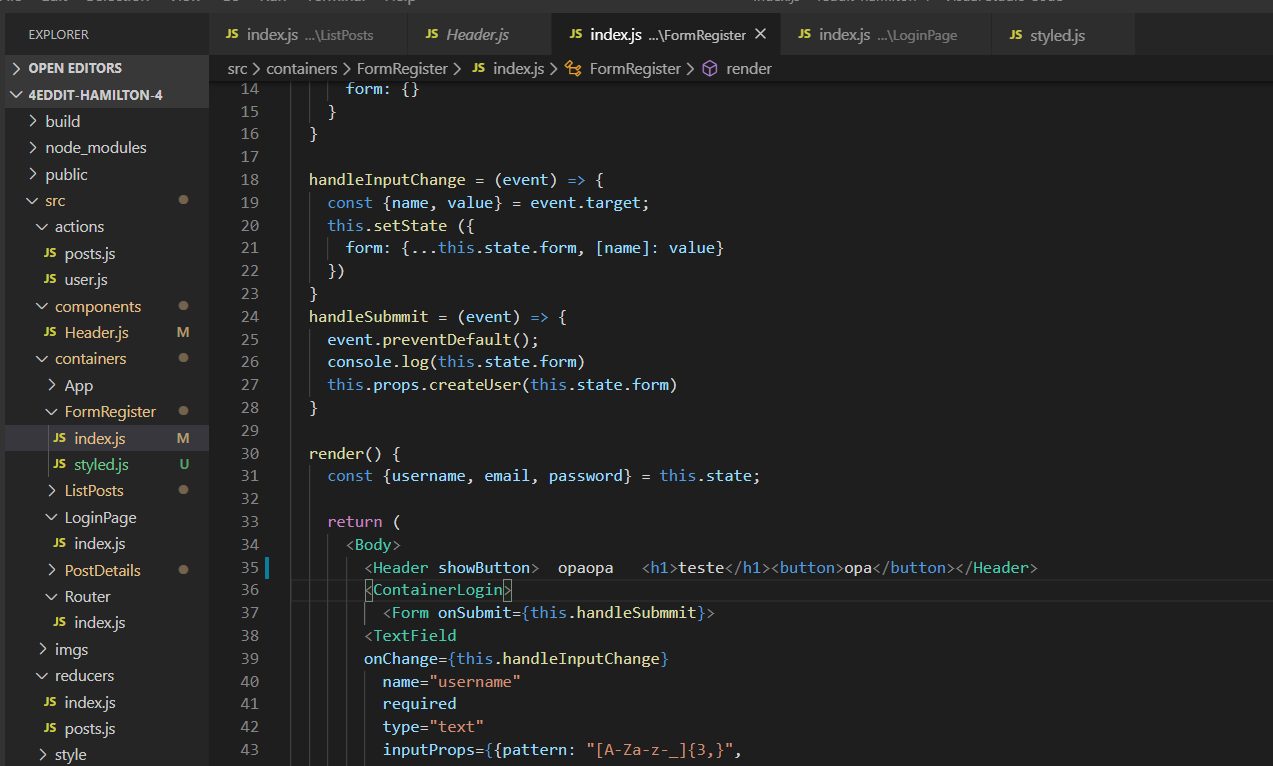 EXPLORER
OPEN EDITORS
4EDDIT-HAMILTON-4
build
node_modules
public
src
actions
JS posts.js
JS user.js
components
JS Header.js M
containers
App
FormRegister
JS index.js M
JS styled.js U
ListPosts
LoginPage
JS index.js
PostDetails
Router
JS index.js
imgs
reducers
JS index.js
JS posts.js
style
JS index.js ...\ListPosts JS Header.js JS index.js ...\FormRegister JS index.js ...\LoginPage JS styled.js
src > containers > FormRegister > JS index.js > FormRegister > render
14 form: {}
15 }
16 }
17
18 handleInputChange = (event) => {
19 const {name, value} = event.target;
20 this.setState ({
21 form: {...this.state.form, [name]: value}
22 })
23 }
24 handleSubmmit = (event) => {
25 event.preventDefault();
26 console.log(this.state.form)
27 this.props.createUser(this.state.form)
28 }
29
30 render() {
31 const {username, email, password} = this.state;
32
33 return (
34 <Body>
35 <Header showButton> opaopa <h1>teste</h1><button>opa</button></Header>
36 <ContainerLogin>
37 <Form onSubmit={this.handleSubmmit}>
38 <TextField
39 onChange={this.handleInputChange}
40 name="username"
41 required
42 type="text"
43 inputProps={{pattern: "[A-Za-z-_]{3,}",